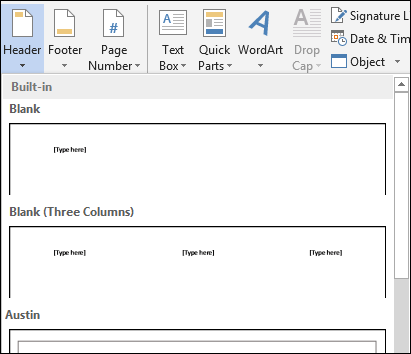 Header Footer Page Number Text Box Quick Parts WordArt Drop Cap Signature L
Date & Tim
Object
Built-in
Blank
[Type here]
Blank (Three Columns)
[Type here] [Type here] [Type here]
Austin